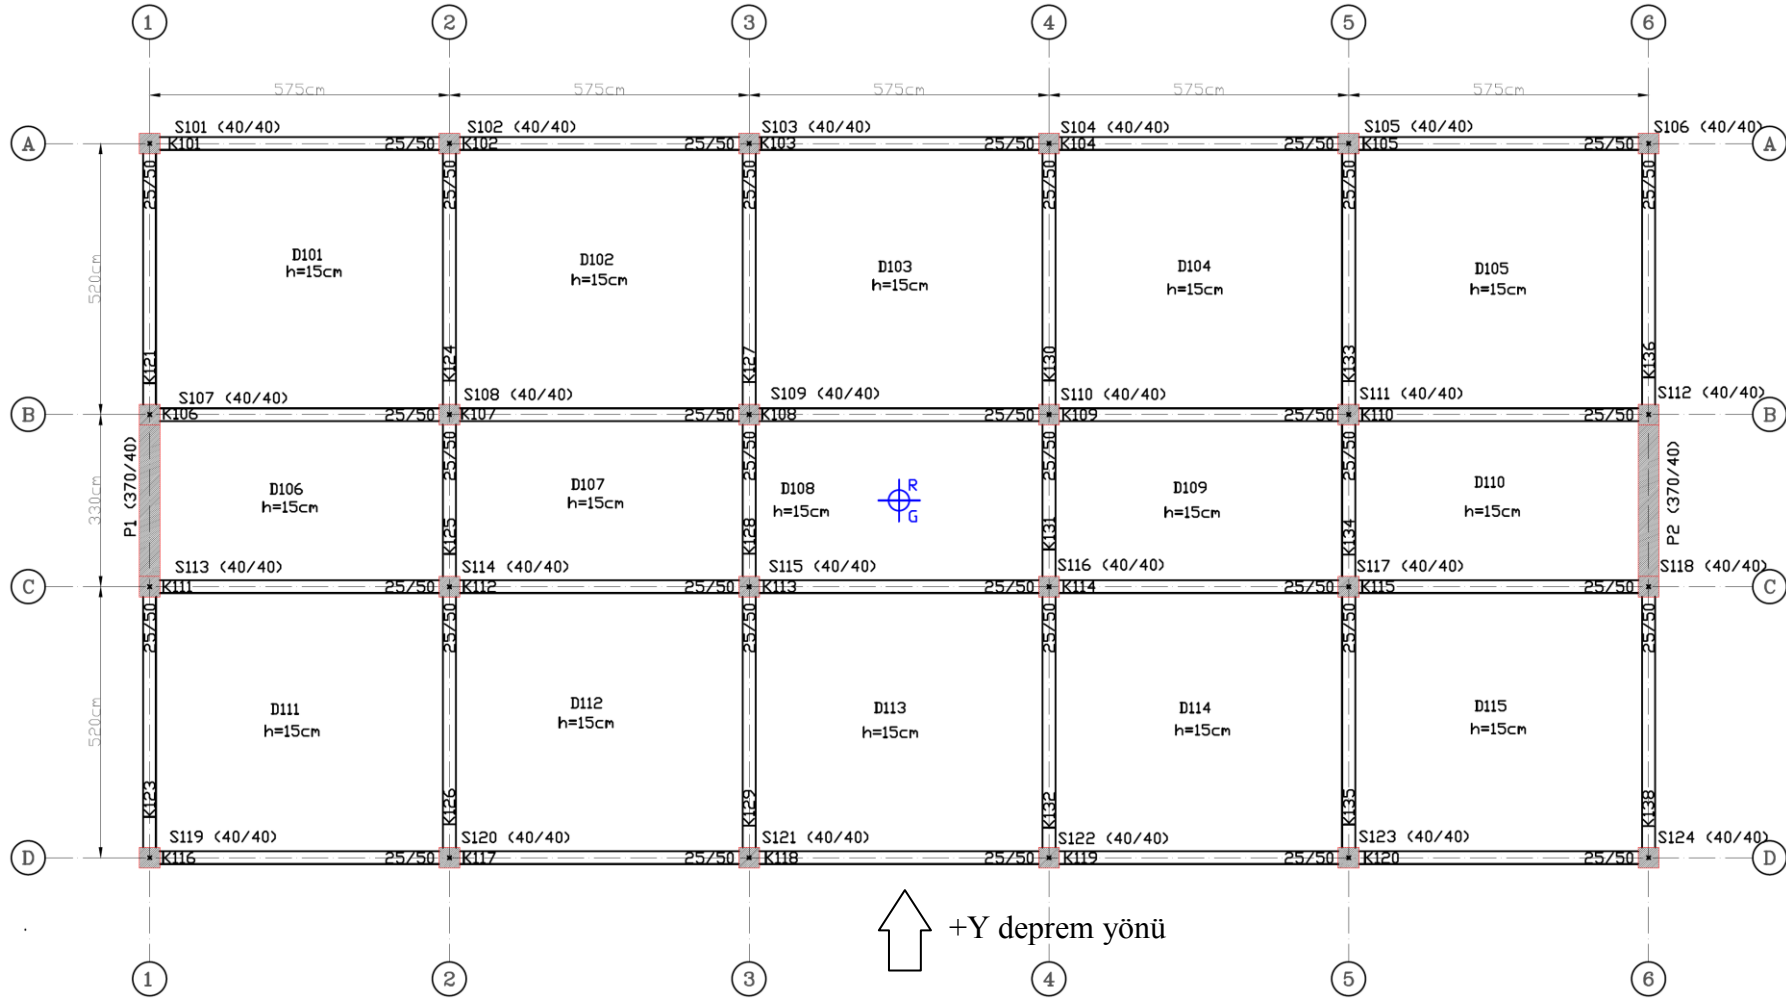 1 2 3 4 5 6
575cm 575cm 575cm 575cm 575cm
S101 (40/40) S102 (40/40) S103 (40/40) S104 (40/40) S105 (40/40) S106 (40/40)
A K101 25/50 K102 25/50 K103 25/50 K104 25/50 K105 25/50 A
25/50 25/50 25/50 25/50 25/50 25/50
520cm
D101 D102 D103 D104 D105
h=15cm h=15cm h=15cm h=15cm h=15cm
K121 K124 K127 K130 K133 K136
S107 (40/40) S108 (40/40) S109 (40/40) S110 (40/40) S111 (40/40) S112 (40/40)
B K106 25/50 K107 25/50 K108 25/50 K109 25/50 K110 25/50 B
25/50 25/50 25/50 25/50
330cm
P1 (370/40)
D106 D107 D108 D109 D110
h=15cm h=15cm h=15cm h=15cm h=15cm
R
G
P2 (370/40)
K125 K128 K131 K134
S113 (40/40) S114 (40/40) S115 (40/40) S116 (40/40) S117 (40/40) S118 (40/40)
C K111 25/50 K112 25/50 K113 25/50 K114 25/50 K115 25/50 C
25/50 25/50 25/50 25/50 25/50 25/50
520cm
D111 D112 D113 D114 D115
h=15cm h=15cm h=15cm h=15cm h=15cm
K123 K126 K129 K132 K135 K138
S119 (40/40) S120 (40/40) S121 (40/40) S122 (40/40) S123 (40/40) S124 (40/40)
D K116 25/50 K117 25/50 K118 25/50 K119 25/50 K120 25/50 D
+Y deprem yönü
1 2 3 4 5 6